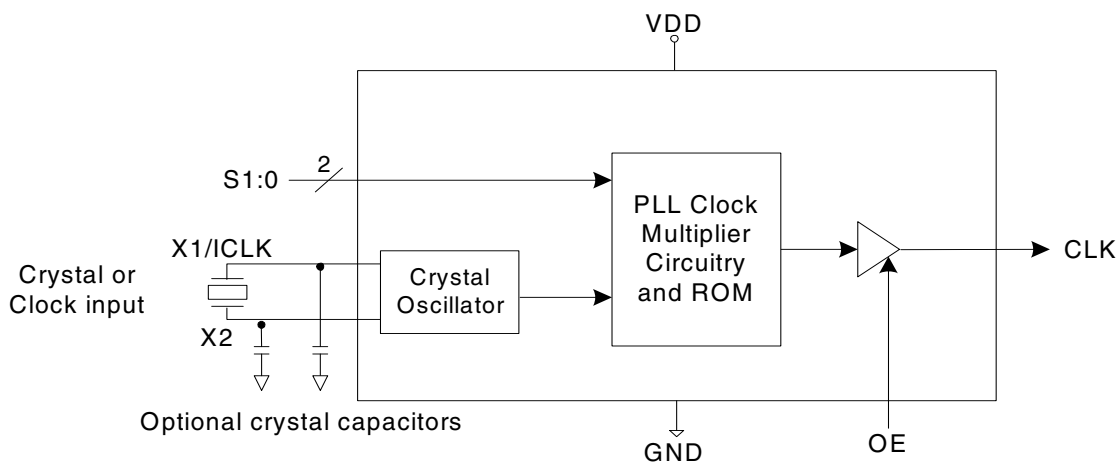 VDD
2
S1:0
PLL Clock
Multiplier
Circuitry
and ROM
X1/ICLK
CLK
Crystal or
Clock input
Crystal
Oscillator
X2
Optional crystal capacitors
GND
OE